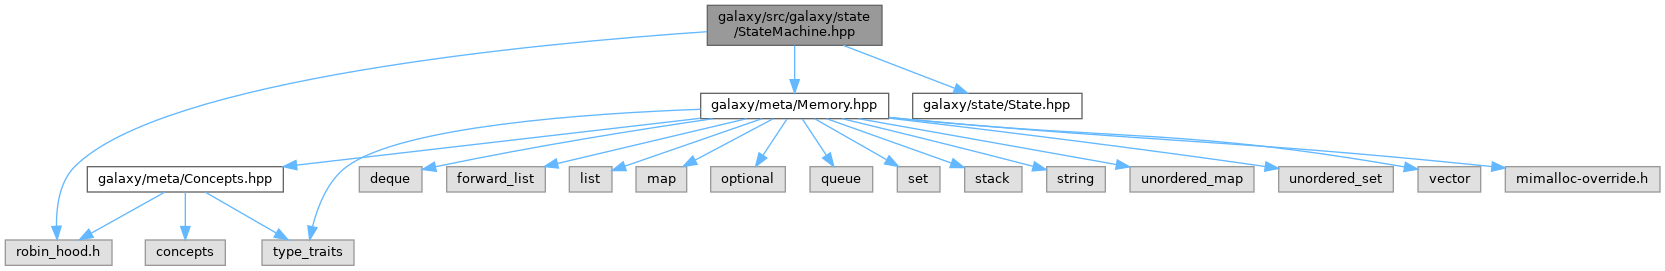 galaxy/src/galaxy/state
/StateMachine.hpp
galaxy/meta/Memory.hpp
galaxy/state/State.hpp
galaxy/meta/Concepts.hpp
deque
forward_list
list
map
optional
queue
set
stack
string
unordered_map
unordered_set
vector
mimalloc-override.h
robin_hood.h
concepts
type_traits